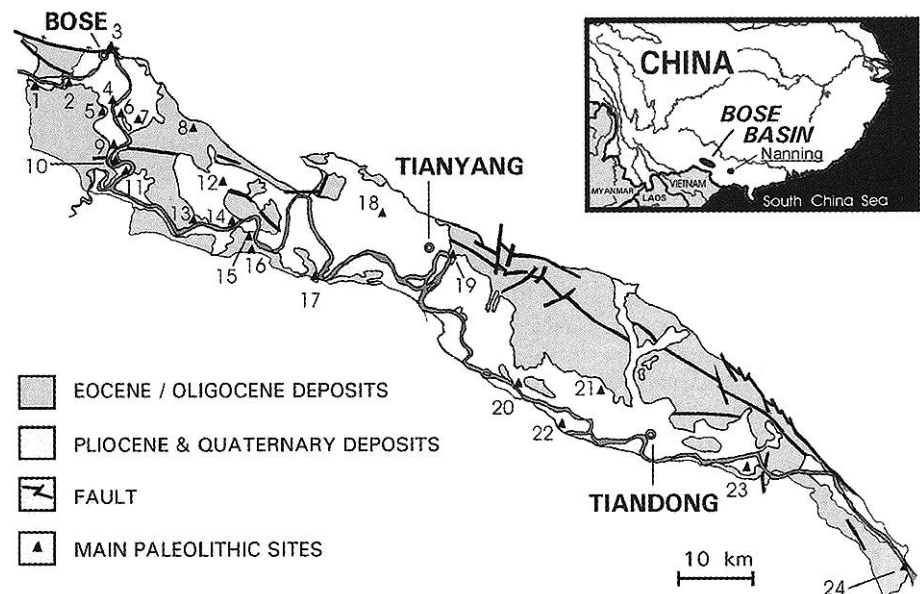 BOSE
3
1
2
4
5
6
7
8
9
10
11
12
13
14
15
16
17
18
TIANYANG
19
20
21
22
TIANDONG
23
24
CHINA
BOSE
BASIN
Nanning
MYANMAR
LAOS
VIETNAM
South China Sea
EOCENE / OLIGOCENE DEPOSITS
PLIOCENE & QUATERNARY DEPOSITS
FAULT
MAIN PALEOLITHIC SITES
10 km